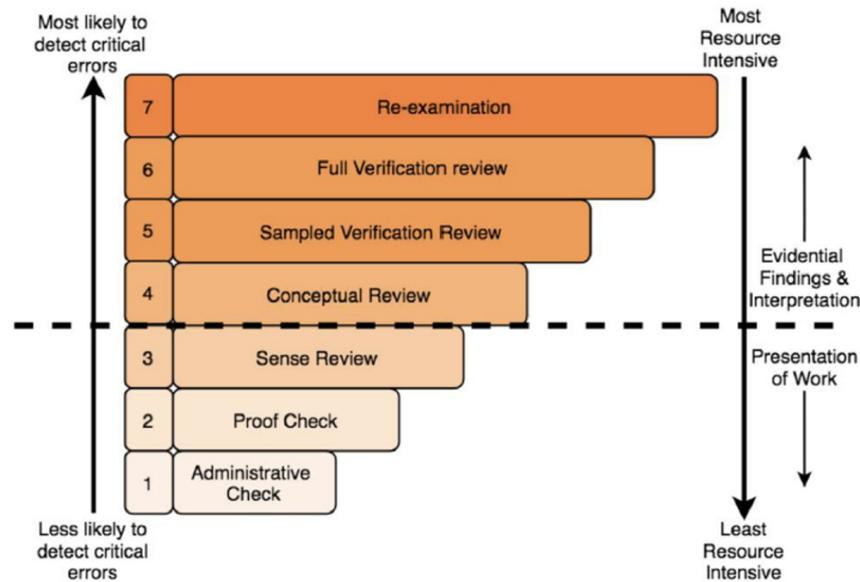 Most likely to
detect critical
errors
Most
Resource
Intensive
7
Re-examination
6
Full Verification review
5
Sampled Verification Review
4
Conceptual Review
Evidential
Findings &
Interpretation
3
Sense Review
Presentation
of Work
2
Proof Check
1
Administrative
Check
Less likely to
detect critical
errors
Least
Resource
Intensive